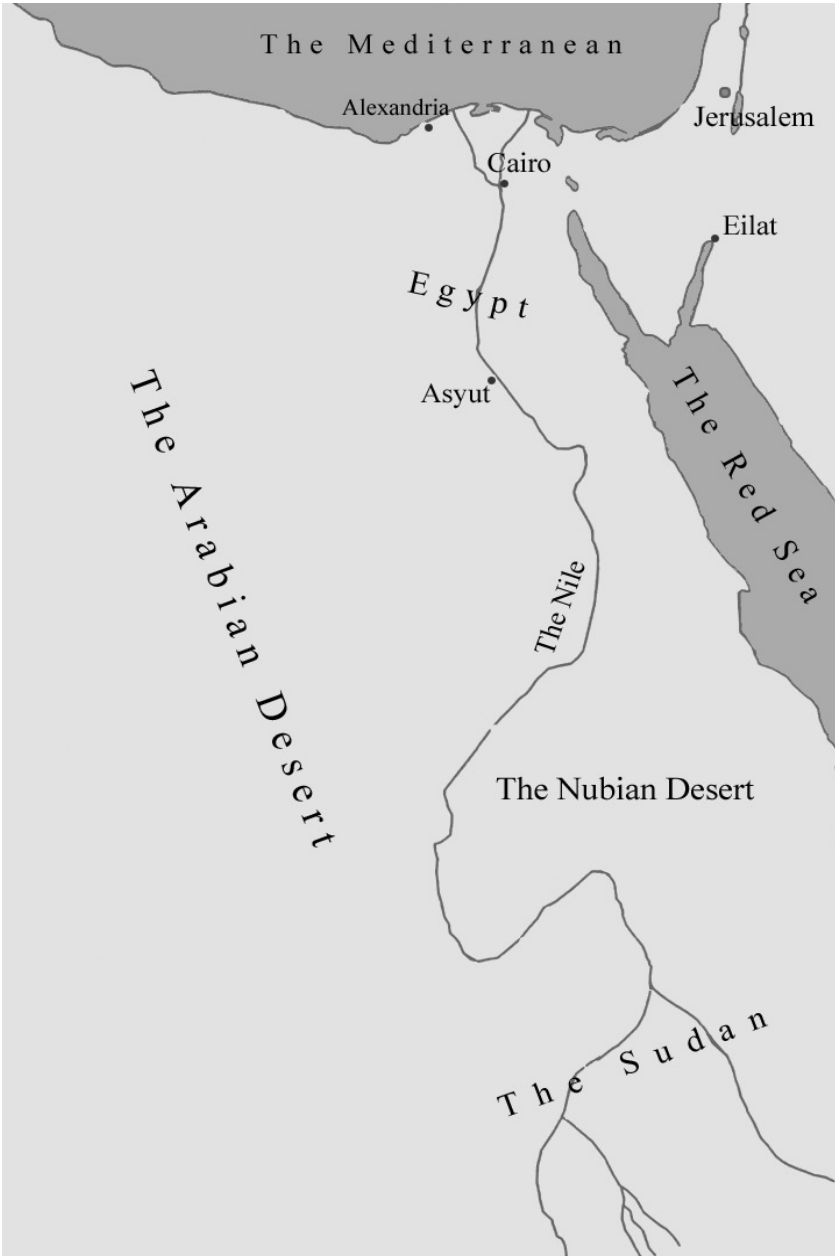 The Mediterranean
Alexandria
Jerusalem
Cairo
Eilat
Egypt
The Red Sea
Asyut
The Arabian Desert
The Nile
The Nubian Desert
The Sudan